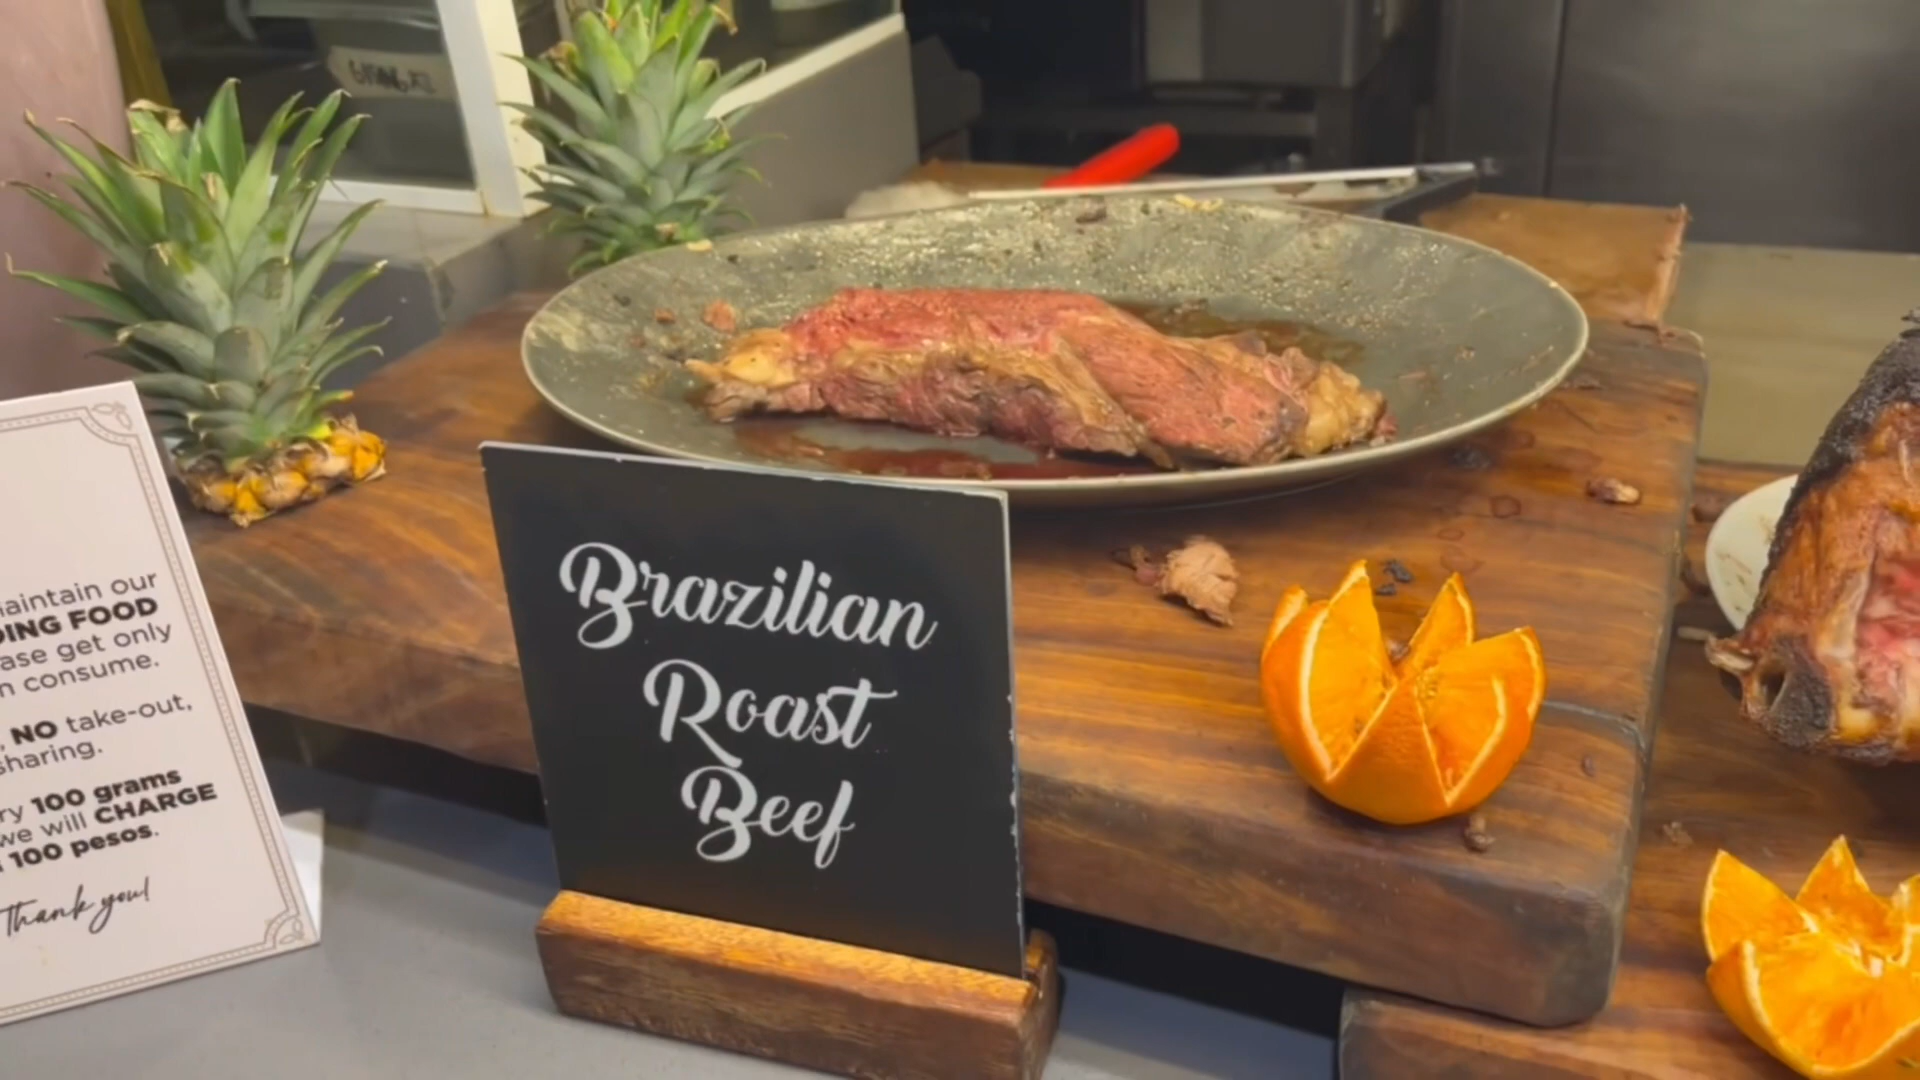 aintain our
DING FOOD
ase get only
n consume.
, NO take-out,
sharing.
ry 100 grams
we will CHARGE
100 pesos.
Thank you!
Brazilian
Roast
Beef